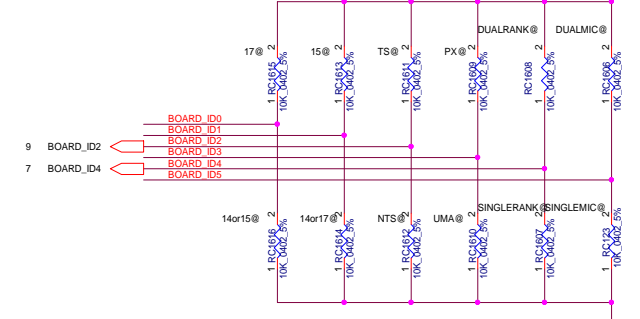 DUALRANK@ DUALMIC@
17@ 15@ TS@ PX@
2 2 2 2 2 2
RC1615 10K_0402_5%
RC1613 10K_0402_5%
RC1611 10K_0402_5%
RC1609 10K_0402_5%
RC1608 10K_0402_5%
RC1606 10K_0402_5%
1 1 1 1 1 1
BOARD_ID0
BOARD_ID1
9 BOARD_ID2 BOARD_ID2
BOARD_ID3
7 BOARD_ID4 BOARD_ID4
BOARD_ID5
SINGLERANK@ SINGLEMIC@
14or15@ 14or17@ NTS@ UMA@
2 2 2 2 2 2
RC1616 10K_0402_5%
RC1614 10K_0402_5%
RC1612 10K_0402_5%
RC1610 10K_0402_5%
RC1607 10K_0402_5%
RC123 10K_0402_5%
1 1 1 1 1 1